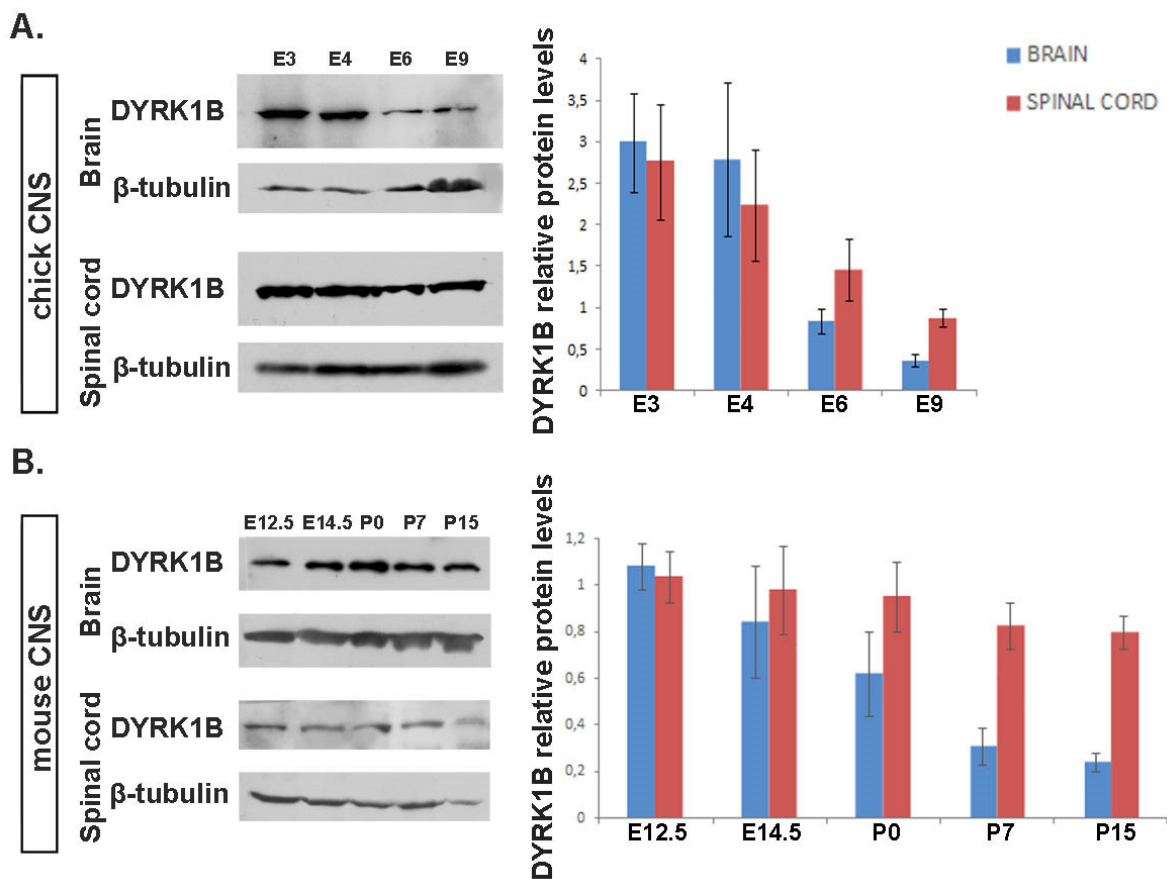 A.
chick CNS
Brain
E3 E4 E6 E9
DYRK1B
β-tubulin
Spinal cord
DYRK1B
β-tubulin
DYRK1B relative protein levels
4
3,5
3
2,5
2
1,5
1
0,5
0
E3 E4 E6 E9
BRAIN
SPINAL CORD
B.
mouse CNS
Brain
E12.5 E14.5 P0 P7 P15
DYRK1B
β-tubulin
Spinal cord
DYRK1B
β-tubulin
DYRK1B relative protein levels
1,2
1
0,8
0,6
0,4
0,2
0
E12.5 E14.5 P0 P7 P15